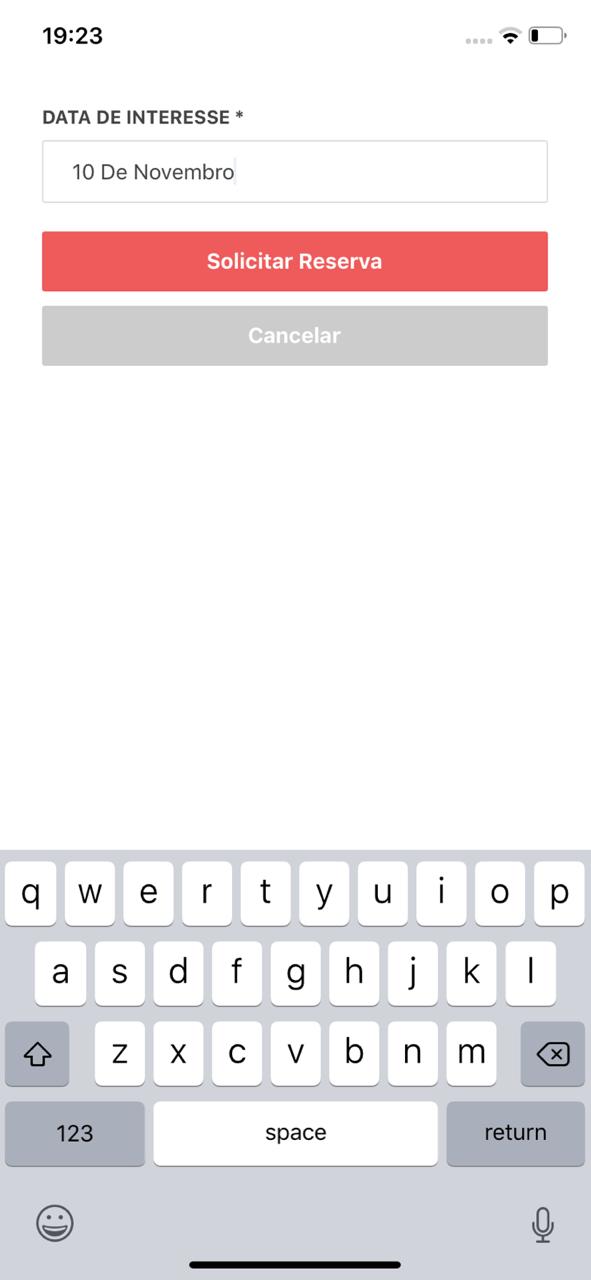 19:23
DATA DE INTERESSE *
10 De Novembro
Solicitar Reserva
Cancelar
q w e r t y u i o p
a s d f g h j k l
z x c v b n m
123 space return